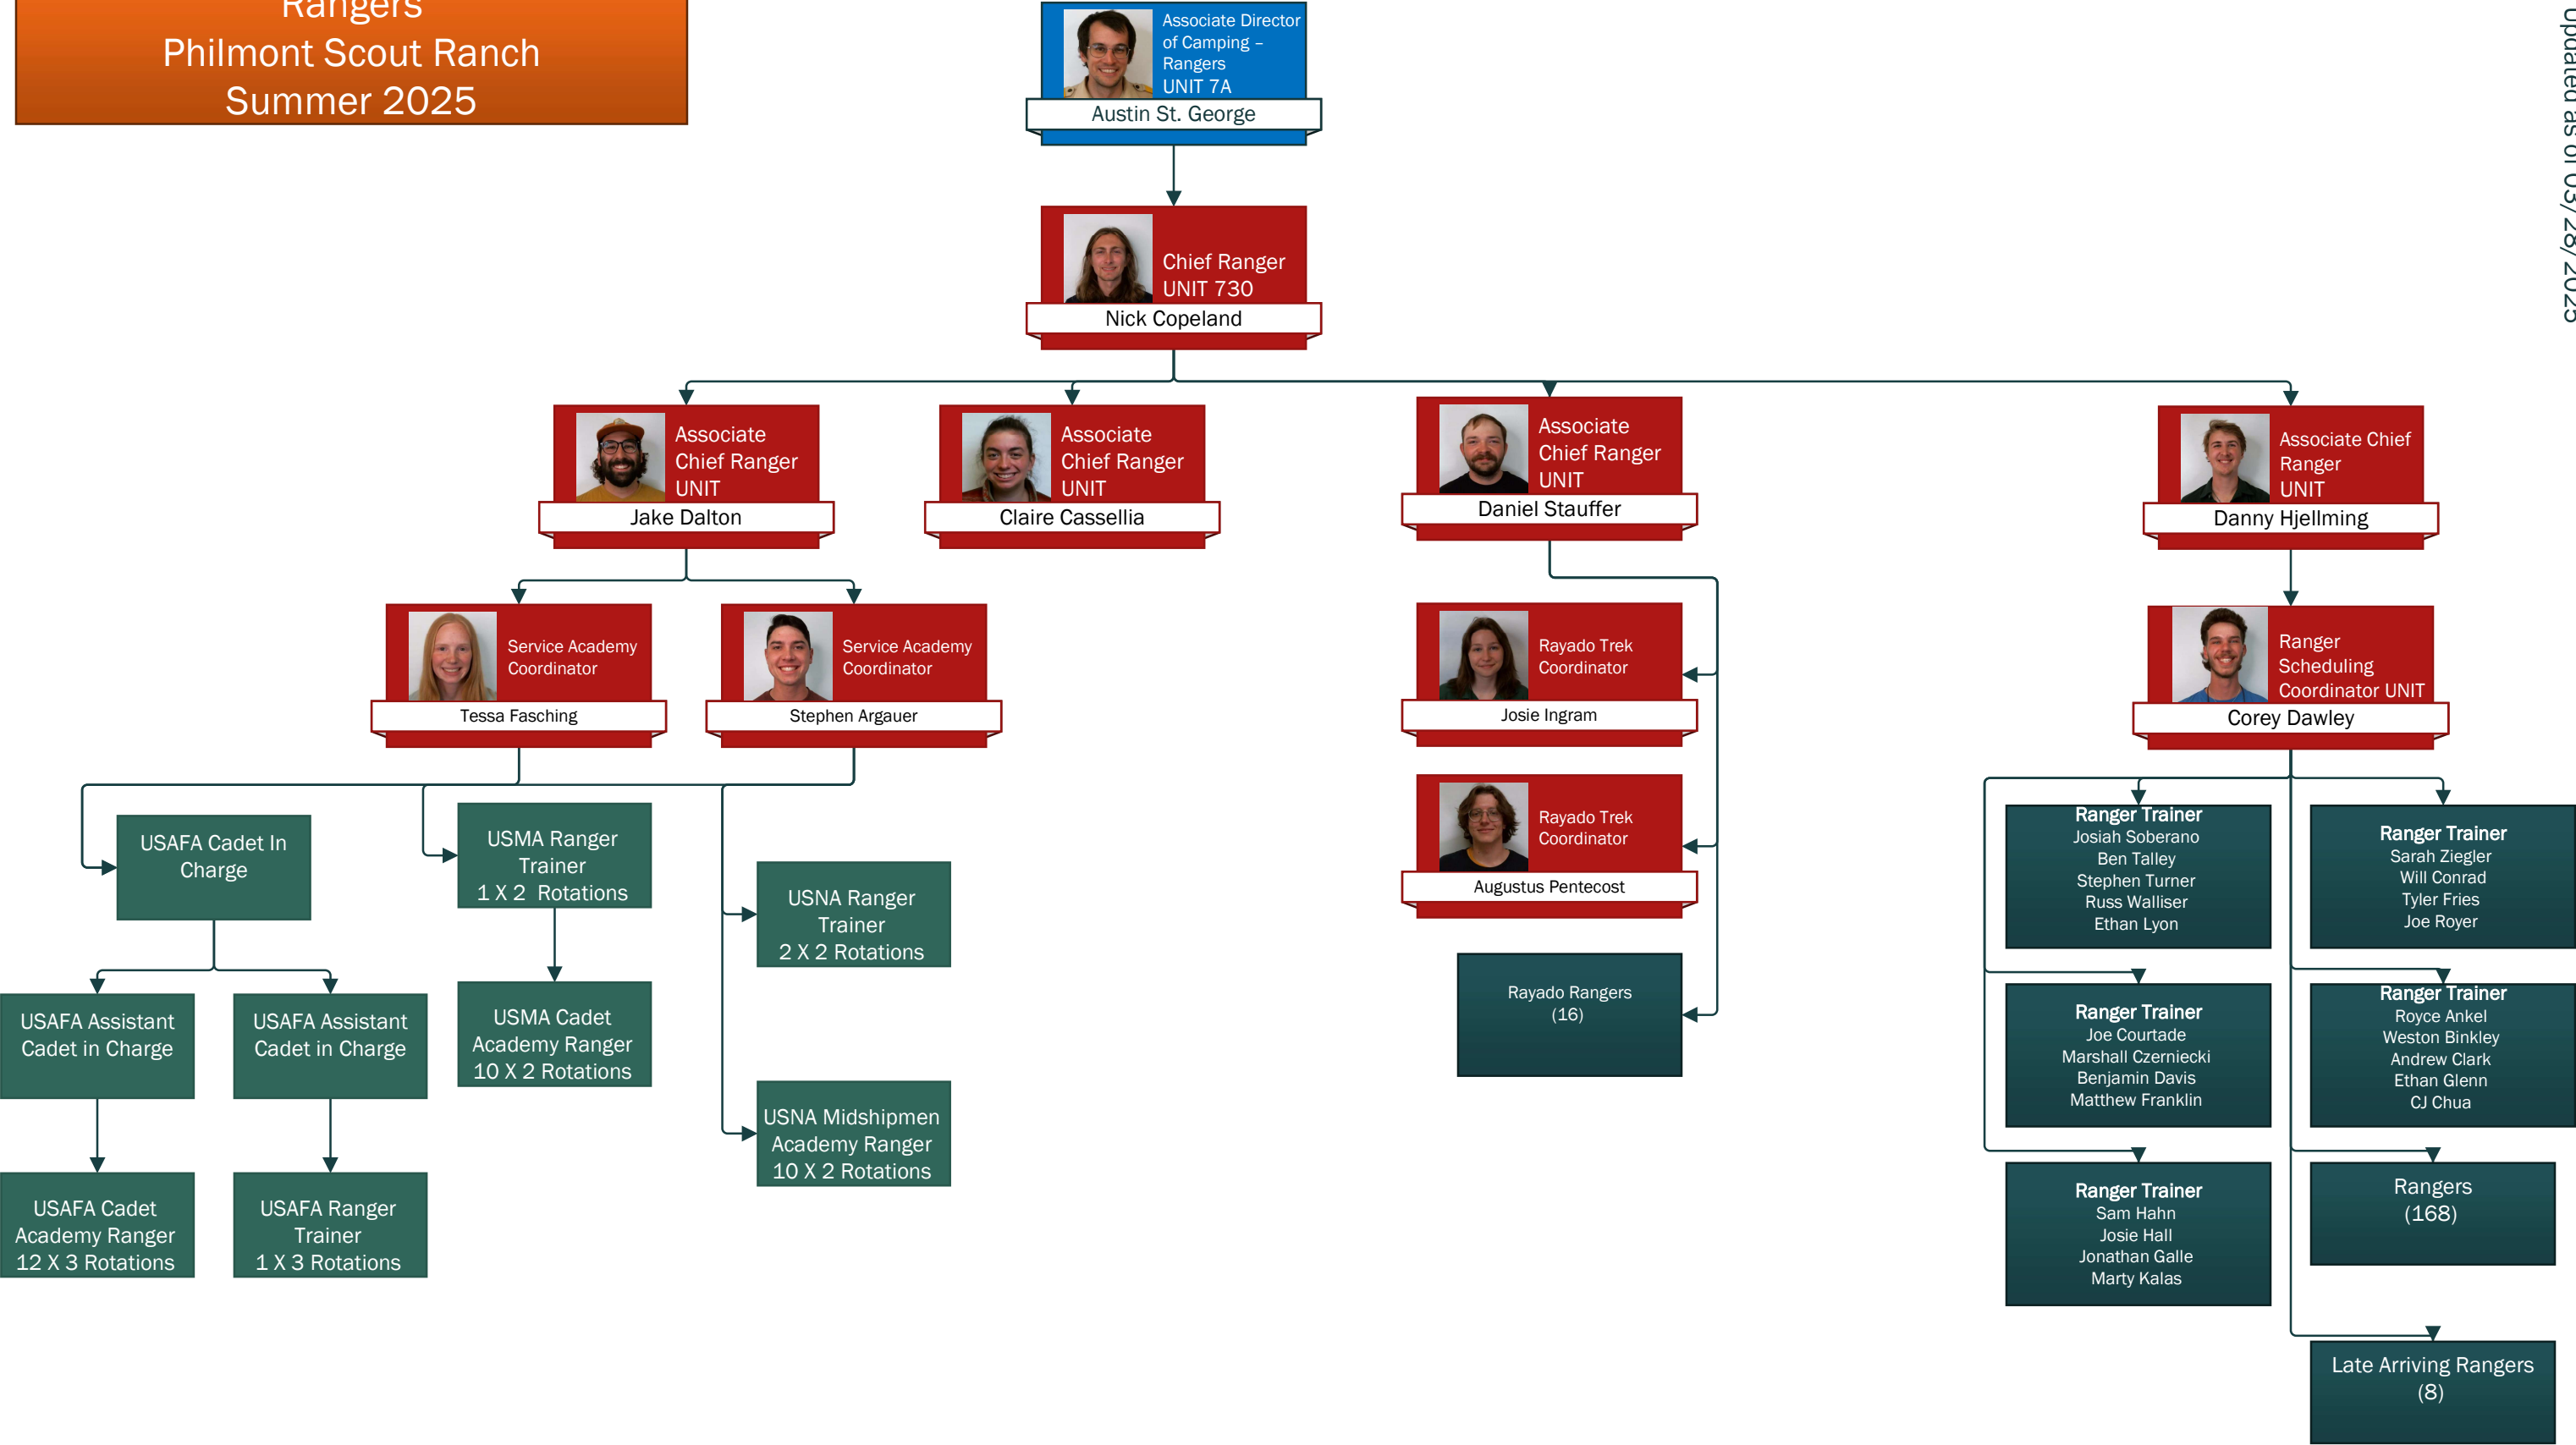 Rangers
Philmont Scout Ranch
Summer 2025
Updated as of 03/28/2025
Associate Director
of Camping –
Rangers
UNIT 7A
Austin St. George
Chief Ranger
UNIT 730
Nick Copeland
Associate
Chief Ranger
UNIT
Jake Dalton
Associate
Chief Ranger
UNIT
Claire Cassellia
Associate
Chief Ranger
UNIT
Daniel Stauffer
Associate Chief
Ranger
UNIT
Danny Hjellming
Service Academy
Coordinator
Tessa Fasching
Service Academy
Coordinator
Stephen Argauer
Rayado Trek
Coordinator
Josie Ingram
Ranger
Scheduling
Coordinator UNIT
Corey Dawley
Rayado Trek
Coordinator
Augustus Pentecost
Rayado Rangers
(16)
USAFA Cadet In
Charge
USMA Ranger
Trainer
1 X 2 Rotations
USNA Ranger
Trainer
2 X 2 Rotations
USAFA Assistant
Cadet in Charge
USAFA Assistant
Cadet in Charge
USMA Cadet
Academy Ranger
10 X 2 Rotations
USNA Midshipmen
Academy Ranger
10 X 2 Rotations
USAFA Cadet
Academy Ranger
12 X 3 Rotations
USAFA Ranger
Trainer
1 X 3 Rotations
Ranger Trainer
Josiah Soberano
Ben Talley
Stephen Turner
Russ Walliser
Ethan Lyon
Ranger Trainer
Sarah Ziegler
Will Conrad
Tyler Fries
Joe Royer
Ranger Trainer
Joe Courtade
Marshall Czerniecki
Benjamin Davis
Matthew Franklin
Ranger Trainer
Royce Ankel
Weston Binkley
Andrew Clark
Ethan Glenn
CJ Chua
Ranger Trainer
Sam Hahn
Josie Hall
Jonathan Galle
Marty Kalas
Rangers
(168)
Late Arriving Rangers
(8)